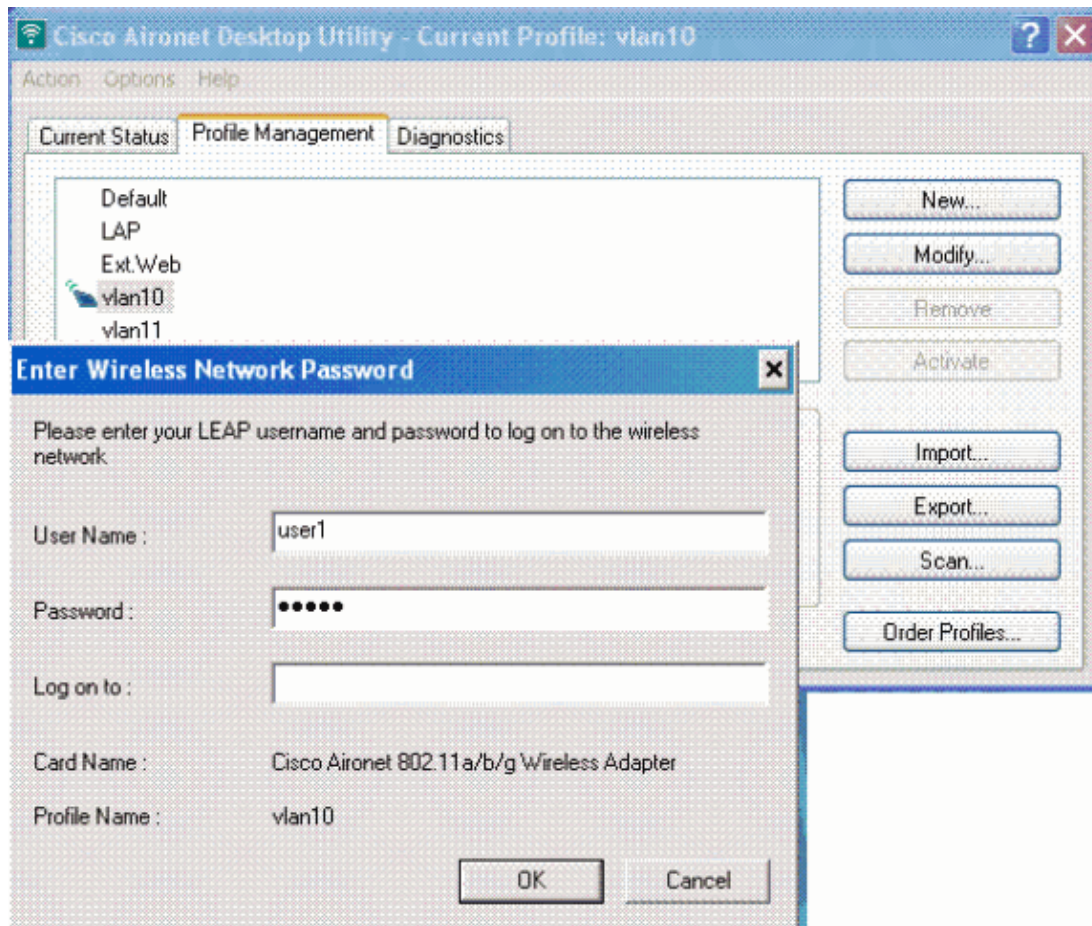 Cisco Aironet Desktop Utility - Current Profile: vlan10
Action Options Help
Current Status Profile Management Diagnostics
Default
LAP
Ext.Web
vlan10
vlan11
New...
Modify...
Remove
Activate
Import...
Export...
Scan...
Order Profiles...
Enter Wireless Network Password
Please enter your LEAP username and password to log on to the wireless
network
User Name : user1
Password : •••••
Log on to :
Card Name : Cisco Aironet 802.11a/b/g Wireless Adapter
Profile Name : vlan10
OK Cancel